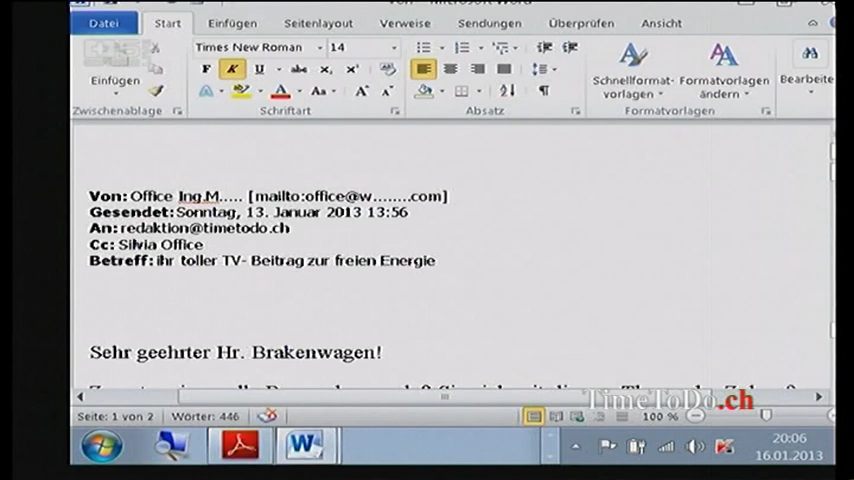 Datei Start Einfügen Seitenlayout Verweise Sendungen Überprüfen Ansicht
Times New Roman 14
F K U abe x₂ x²
Einfügen Schnellformat- Formatvorlagen Bearbeite
vorlagen ändern
Zwischenablage Schriftart Absatz Formatvorlagen
Von: Office Ing.M..... [mailto:office@w........com]
Gesendet: Sonntag, 13. Januar 2013 13:56
An: redaktion@timetodo.ch
Cc: Silvia Office
Betreff: ihr toller TV- Beitrag zur freien Energie
Sehr geehrter Hr. Brakenwagen!
TimeToDo.ch
Seite: 1 von 2 Wörter: 446 100 %
20:06
16.01.2013